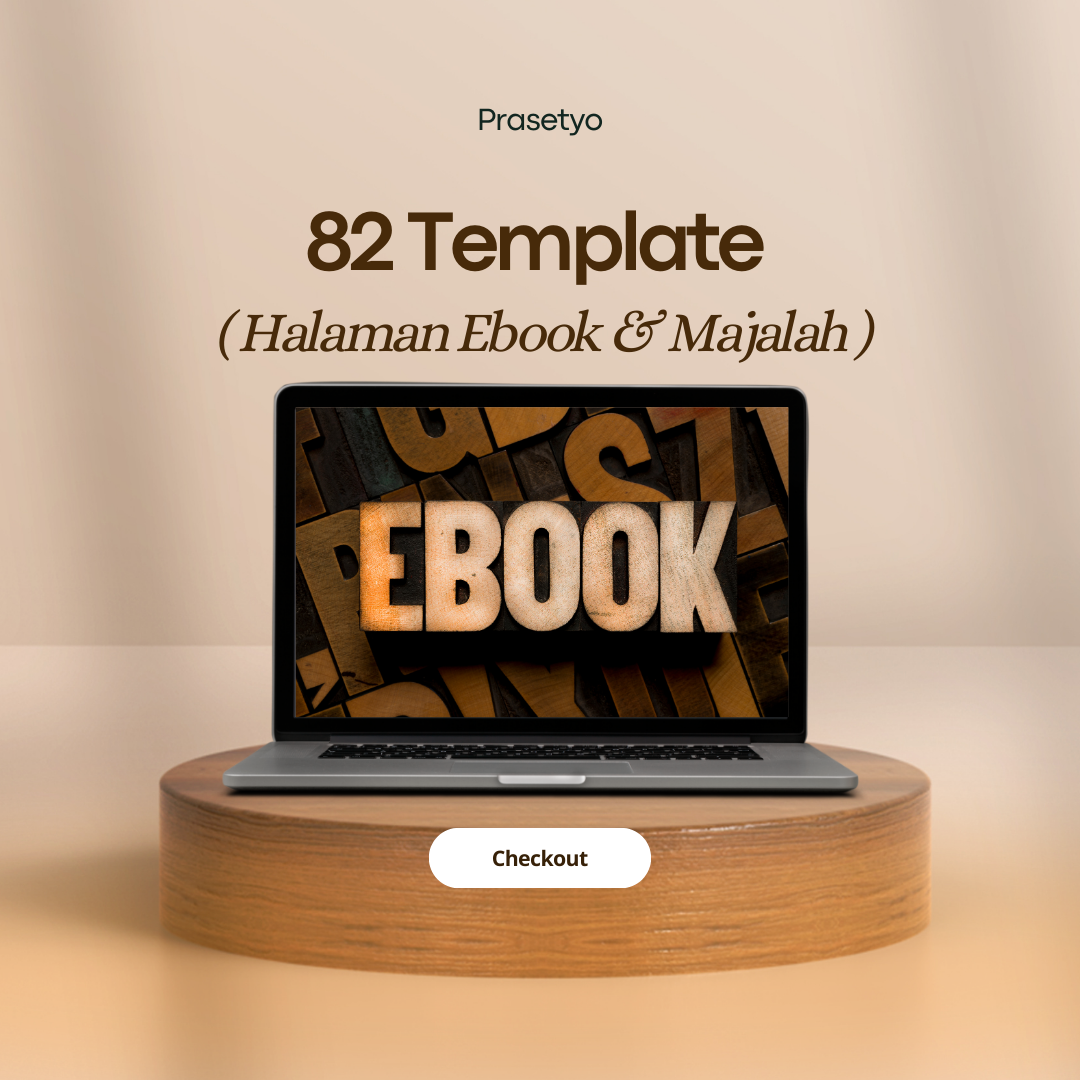 Prasetyo
82 Template
( Halaman Ebook & Majalah )
EBOOK
Checkout